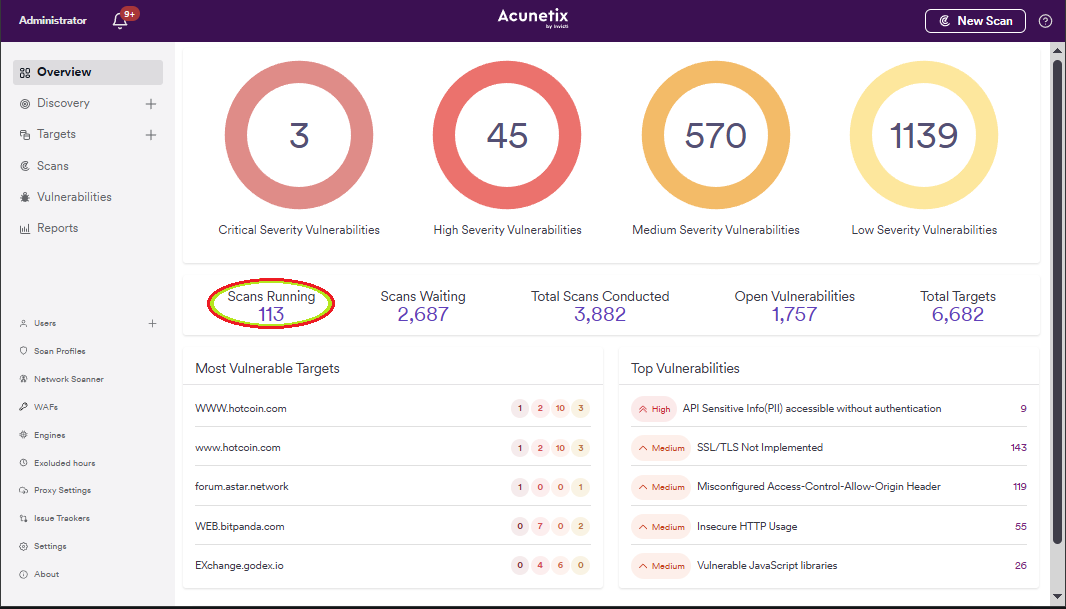 Administrator
9+
Acunetix
by Invicti
New Scan
?
Overview
Discovery
Targets
Scans
Vulnerabilities
Reports
Users
Scan Profiles
Network Scanner
WAFs
Engines
Excluded hours
Proxy Settings
Issue Trackers
Settings
About
3
45
570
1139
Critical Severity Vulnerabilities
High Severity Vulnerabilities
Medium Severity Vulnerabilities
Low Severity Vulnerabilities
Scans Running
113
Scans Waiting
2,687
Total Scans Conducted
3,882
Open Vulnerabilities
1,757
Total Targets
6,682
Most Vulnerable Targets
WWW.hotcoin.com 1 2 10 3
www.hotcoin.com 1 2 10 3
forum.astar.network 1 0 0 1
WEB.bitpanda.com 0 7 0 2
EXchange.godex.io 0 4 6 0
Top Vulnerabilities
High API Sensitive Info(PII) accessible without authentication 9
Medium SSL/TLS Not Implemented 143
Medium Misconfigured Access-Control-Allow-Origin Header 119
Medium Insecure HTTP Usage 55
Medium Vulnerable JavaScript libraries 26